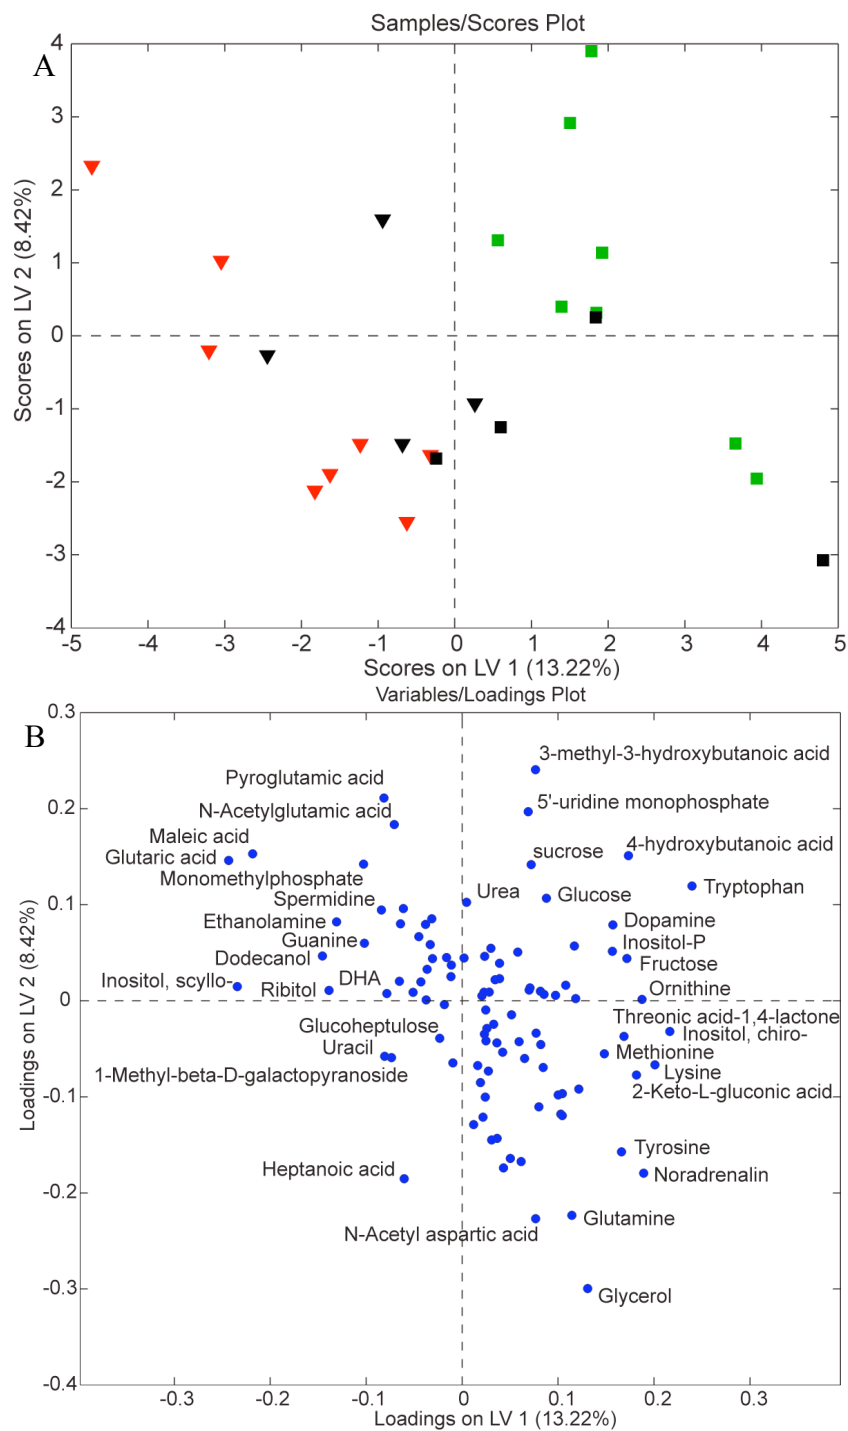 Samples/Scores Plot
A
4
3
2
1
0
-1
-2
-3
-4
Scores on LV 2 (8.42%)
-5
-4
-3
-2
-1
0
1
2
3
4
5
Scores on LV 1 (13.22%)
Variables/Loadings Plot
B
0.3
0.2
0.1
0
-0.1
-0.2
-0.3
-0.4
Loadings on LV 2 (8.42%)
3-methyl-3-hydroxybutanoic acid
Pyroglutamic acid
5'-uridine monophosphate
N-Acetylglutamic acid
Maleic acid
4-hydroxybutanoic acid
Glutaric acid
sucrose
Monomethylphosphate
Tryptophan
Spermidine
Urea
Glucose
Ethanolamine
Dopamine
Guanine
Inositol-P
Dodecanol
Fructose
Inositol, scyllo-
DHA
Ribitol
Ornithine
Threonic acid-1,4-lactone
Glucoheptulose
Inositol, chiro-
Uracil
Methionine
1-Methyl-beta-D-galactopyranoside
Lysine
2-Keto-L-gluconic acid
Tyrosine
Heptanoic acid
Noradrenalin
Glutamine
N-Acetyl aspartic acid
Glycerol
-0.3
-0.2
-0.1
0
0.1
0.2
0.3
Loadings on LV 1 (13.22%)